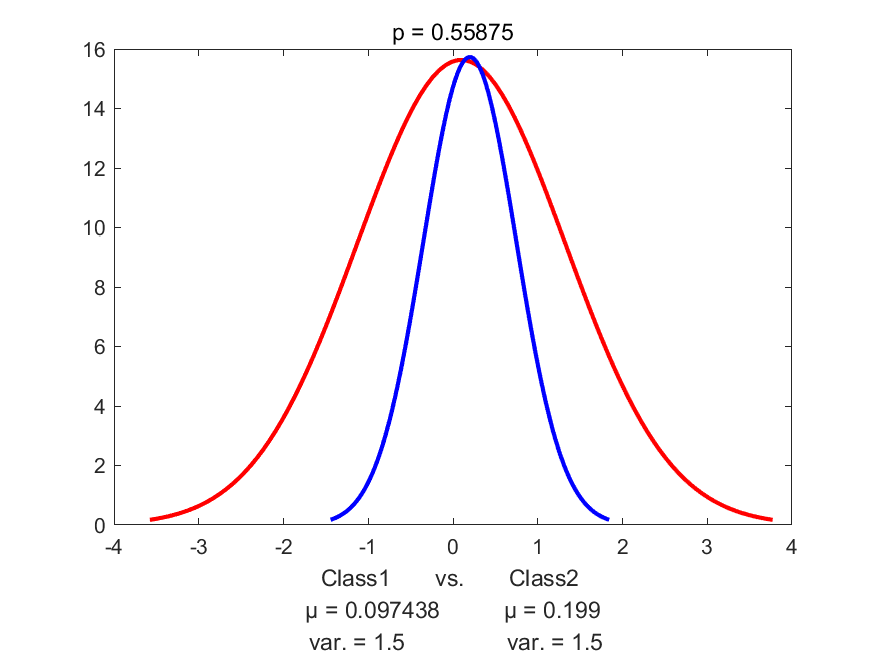 p = 0.55875
16
14
12
10
8
6
4
2
0
-4 -3 -2 -1 0 1 2 3 4
Class1 vs. Class2
μ = 0.097438 μ = 0.199
var. = 1.5 var. = 1.5